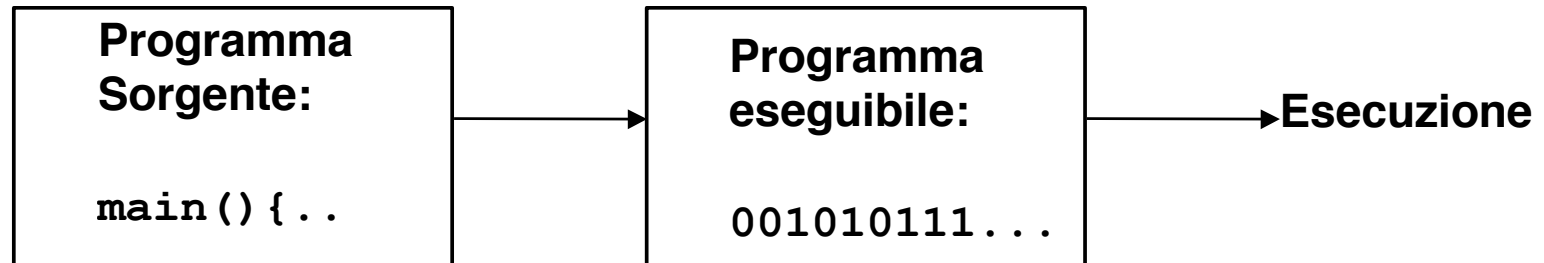 Programma
Sorgente:
main(){..
Programma
eseguibile:
001010111...
Esecuzione